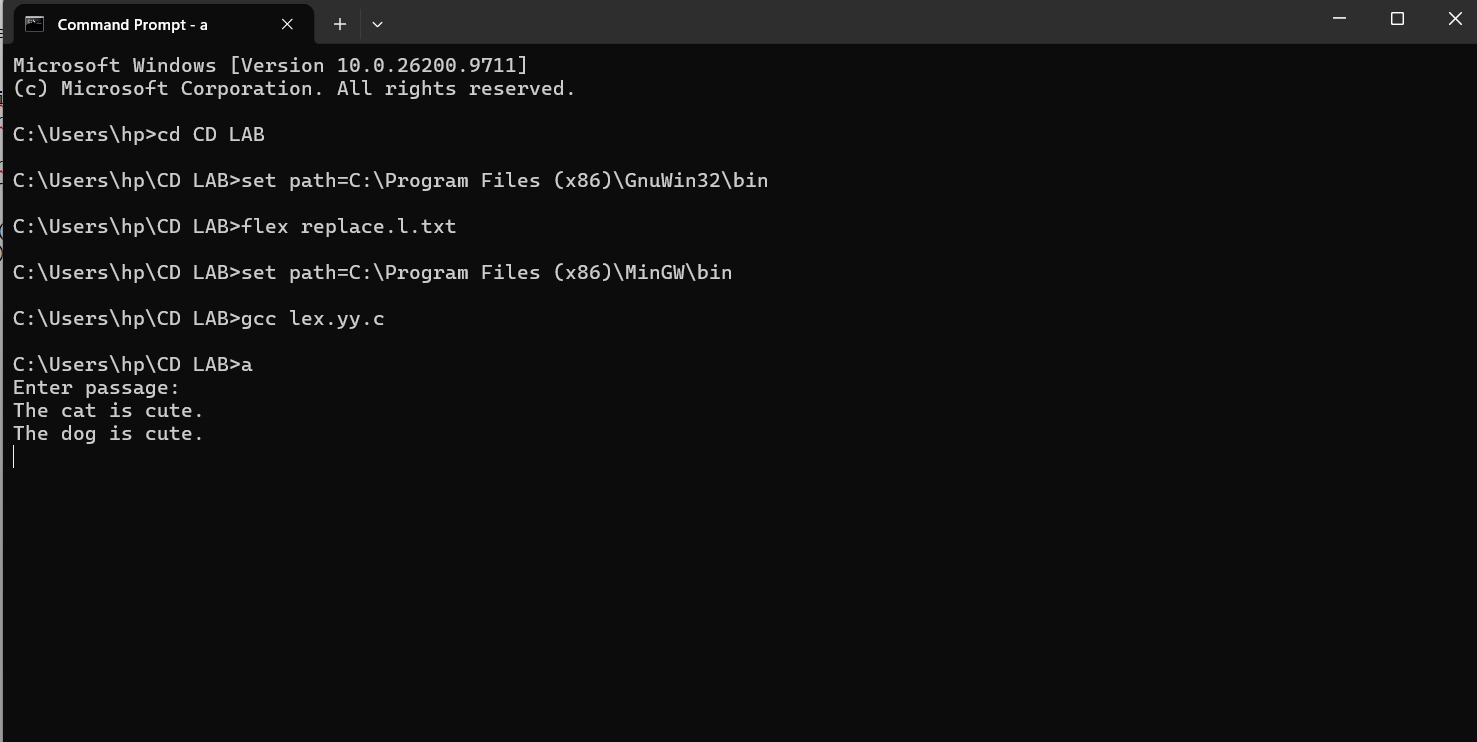 Command Prompt - a
Microsoft Windows [Version 10.0.26200.9711]
(c) Microsoft Corporation. All rights reserved.
C:\Users\hp>cd CD LAB
C:\Users\hp\CD LAB>set path=C:\Program Files (x86)\GnuWin32\bin
C:\Users\hp\CD LAB>flex replace.l.txt
C:\Users\hp\CD LAB>set path=C:\Program Files (x86)\MinGW\bin
C:\Users\hp\CD LAB>gcc lex.yy.c
C:\Users\hp\CD LAB>a
Enter passage:
The cat is cute.
The dog is cute.